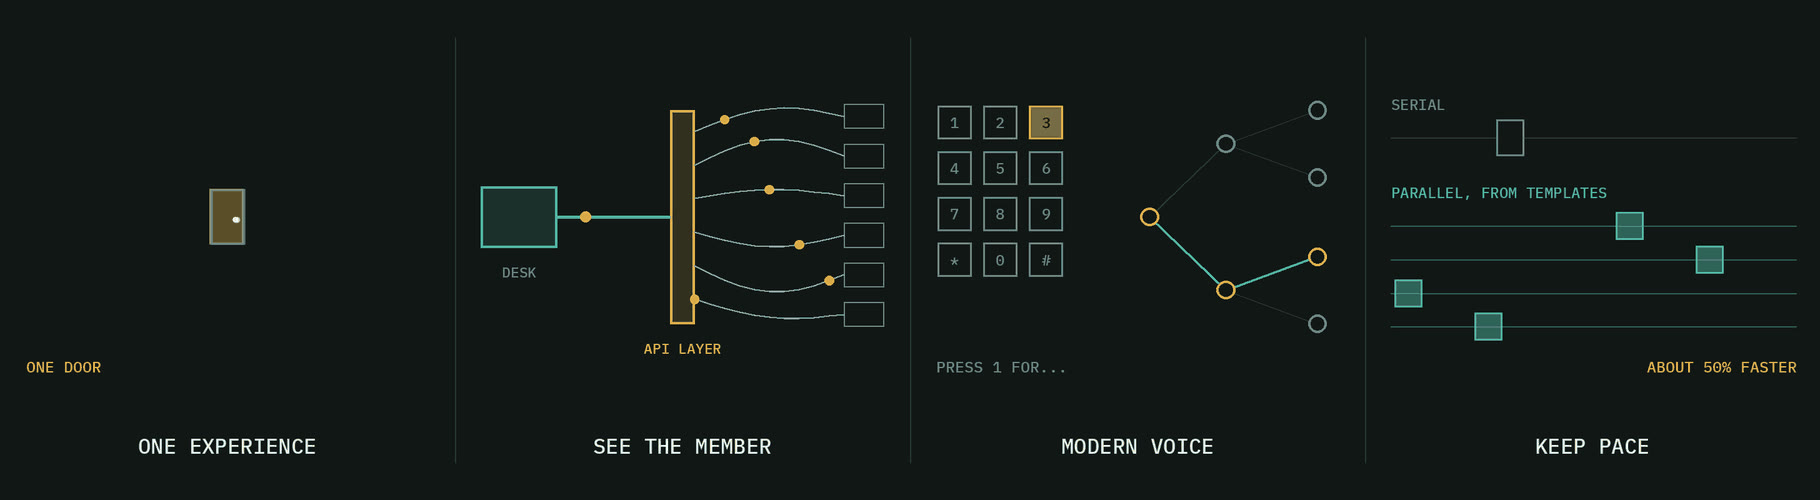 ONE DOOR
ONE EXPERIENCE
DESK
API LAYER
SEE THE MEMBER
1 2 3
4 5 6
7 8 9
* 0 #
PRESS 1 FOR...
MODERN VOICE
SERIAL
PARALLEL, FROM TEMPLATES
ABOUT 50% FASTER
KEEP PACE